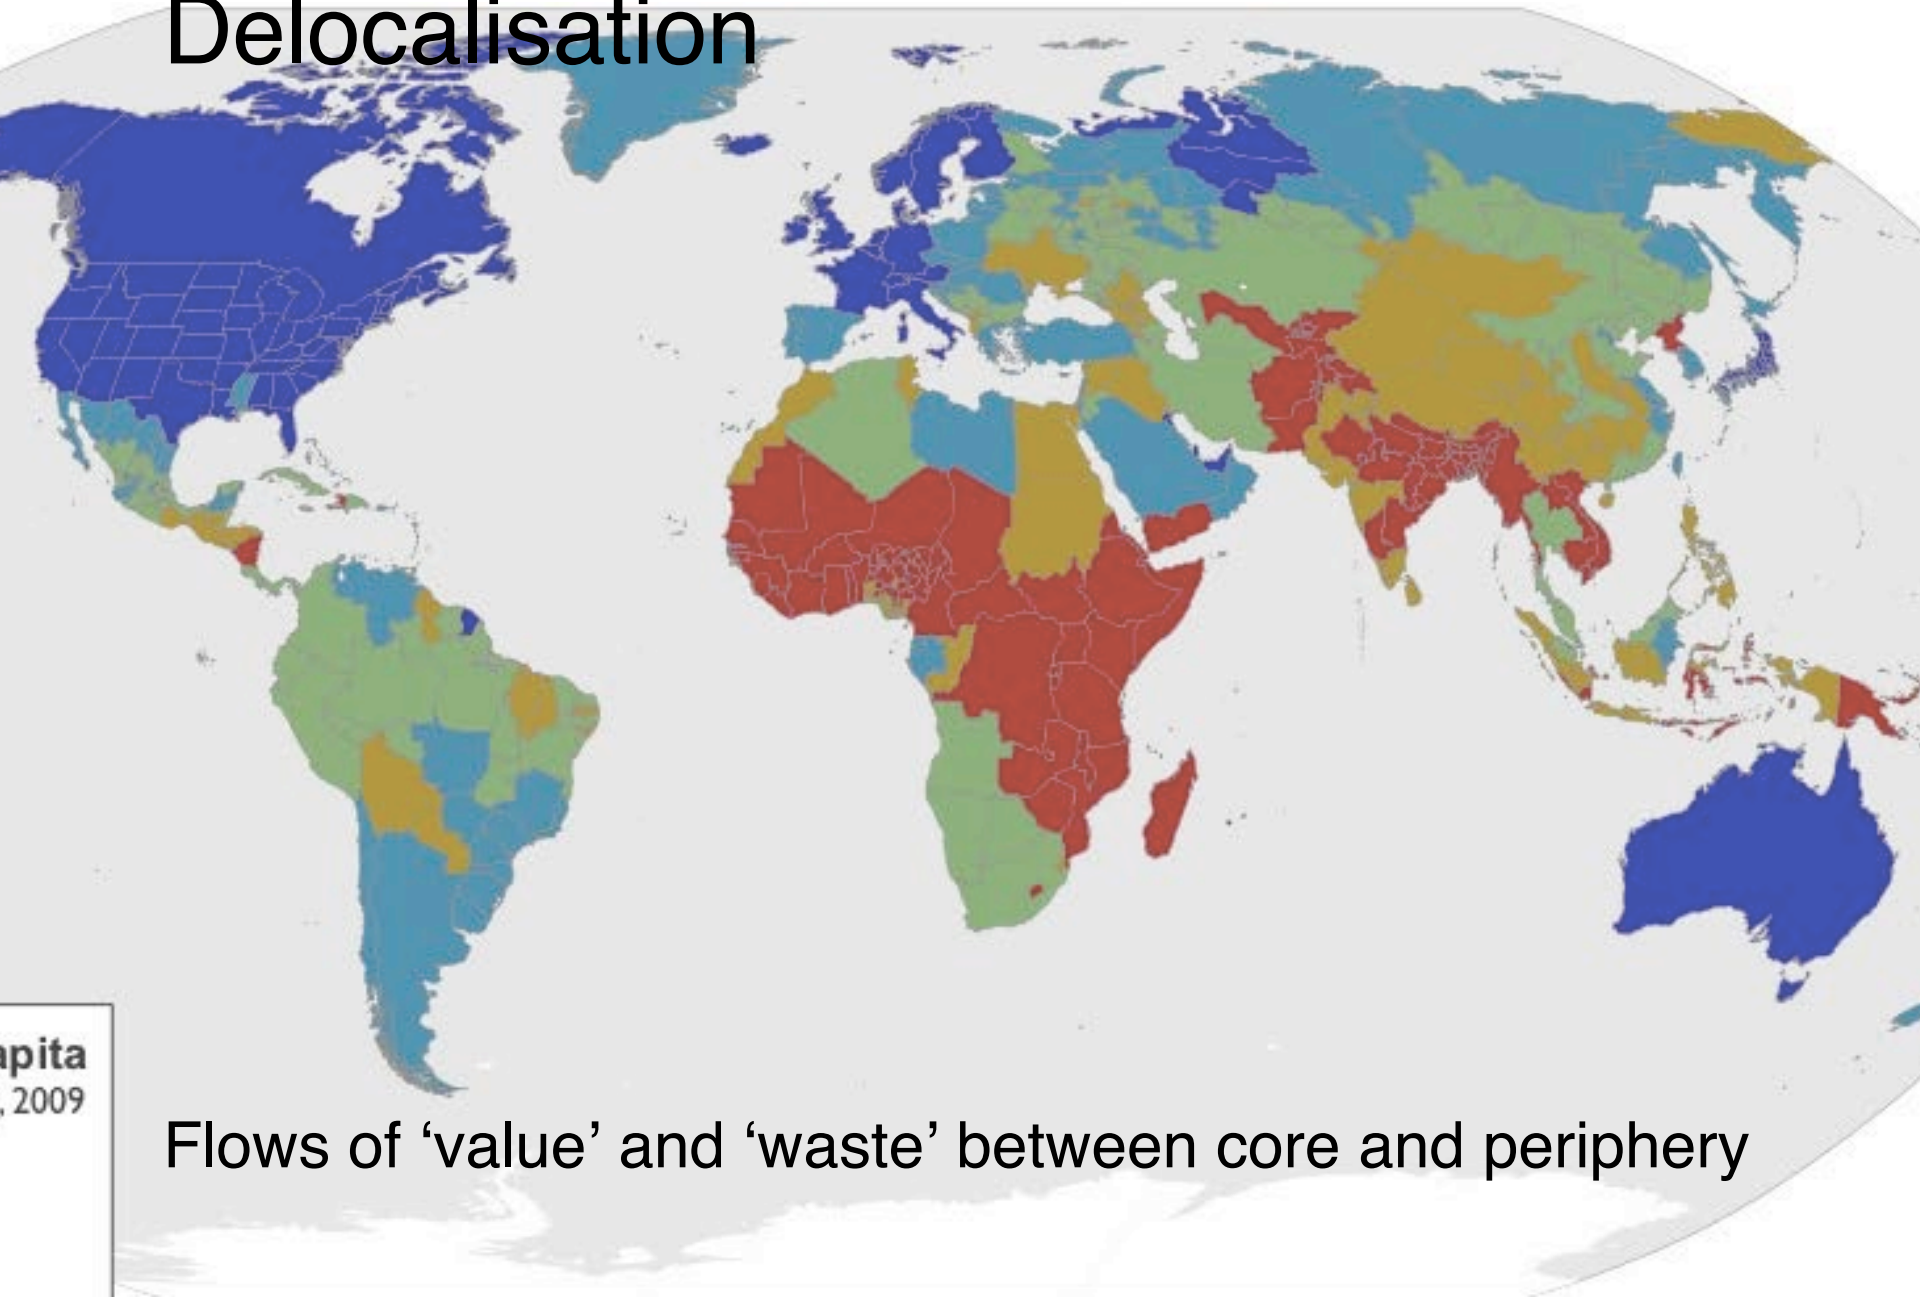 Delocalisation
apita
, 2009
Flows of ‘value’ and ‘waste’ between core and periphery